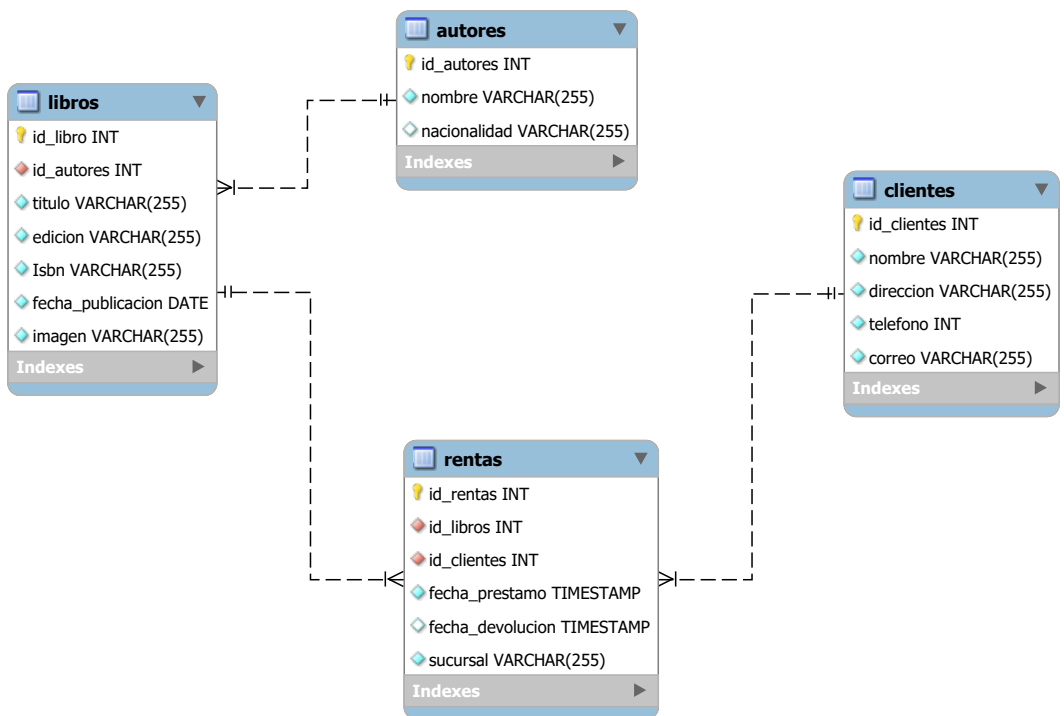 autores
id_autores INT
nombre VARCHAR(255)
nacionalidad VARCHAR(255)
Indexes
libros
id_libro INT
id_autores INT
titulo VARCHAR(255)
edicion VARCHAR(255)
Isbn VARCHAR(255)
fecha_publicacion DATE
imagen VARCHAR(255)
Indexes
clientes
id_clientes INT
nombre VARCHAR(255)
direccion VARCHAR(255)
telefono INT
correo VARCHAR(255)
Indexes
rentas
id_rentas INT
id_libros INT
id_clientes INT
fecha_prestamo TIMESTAMP
fecha_devolucion TIMESTAMP
sucursal VARCHAR(255)
Indexes